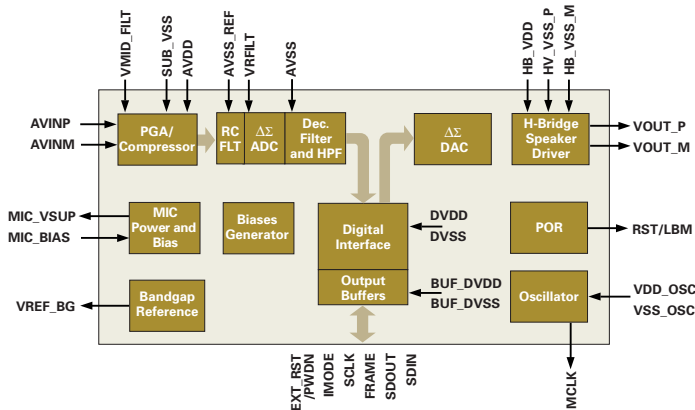 VMID_FILT
SUB_VSS
AVDD
AVSS_REF
VRFILT
AVSS
HB_VDD
HV_VSS_P
HB_VSS_M
AVINP
AVINM
PGA/
Compressor
RC
FLT
ΔΣ
ADC
Dec.
Filter
and HPF
ΔΣ
DAC
H-Bridge
Speaker
Driver
VOUT_P
VOUT_M
MIC_VSUP
MIC_BIAS
MIC
Power and
Bias
Biases
Generator
Digital
Interface
DVDD
DVSS
POR
RST/LBM
VREF_BG
Bandgap
Reference
Output
Buffers
BUF_DVDD
BUF_DVSS
Oscillator
VDD_OSC
VSS_OSC
EXT_RST
/PWDN
IMODE
SCLK
FRAME
SDOUT
SDIN
MCLK